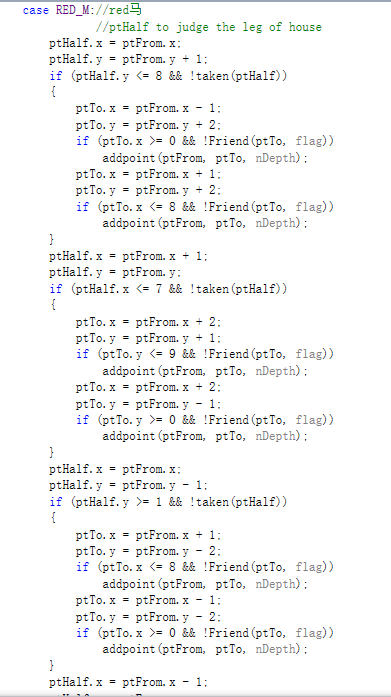 case RED_M://red马
//ptHalf to judge the leg of house
ptHalf.x = ptFrom.x;
ptHalf.y = ptFrom.y + 1;
if (ptHalf.y <= 8 && !taken(ptHalf))
{
ptTo.x = ptFrom.x - 1;
ptTo.y = ptFrom.y + 2;
if (ptTo.x >= 0 && !Friend(ptTo, flag))
addpoint(ptFrom, ptTo, nDepth);
ptTo.x = ptFrom.x + 1;
ptTo.y = ptFrom.y + 2;
if (ptTo.x <= 8 && !Friend(ptTo, flag))
addpoint(ptFrom, ptTo, nDepth);
}
ptHalf.x = ptFrom.x + 1;
ptHalf.y = ptFrom.y;
if (ptHalf.x <= 7 && !taken(ptHalf))
{
ptTo.x = ptFrom.x + 2;
ptTo.y = ptFrom.y + 1;
if (ptTo.y <= 9 && !Friend(ptTo, flag))
addpoint(ptFrom, ptTo, nDepth);
ptTo.x = ptFrom.x + 2;
ptTo.y = ptFrom.y - 1;
if (ptTo.y >= 0 && !Friend(ptTo, flag))
addpoint(ptFrom, ptTo, nDepth);
}
ptHalf.x = ptFrom.x;
ptHalf.y = ptFrom.y - 1;
if (ptHalf.y >= 1 && !taken(ptHalf))
{
ptTo.x = ptFrom.x + 1;
ptTo.y = ptFrom.y - 2;
if (ptTo.x <= 8 && !Friend(ptTo, flag))
addpoint(ptFrom, ptTo, nDepth);
ptTo.x = ptFrom.x - 1;
ptTo.y = ptFrom.y - 2;
if (ptTo.x >= 0 && !Friend(ptTo, flag))
addpoint(ptFrom, ptTo, nDepth);
}
ptHalf.x = ptFrom.x - 1;